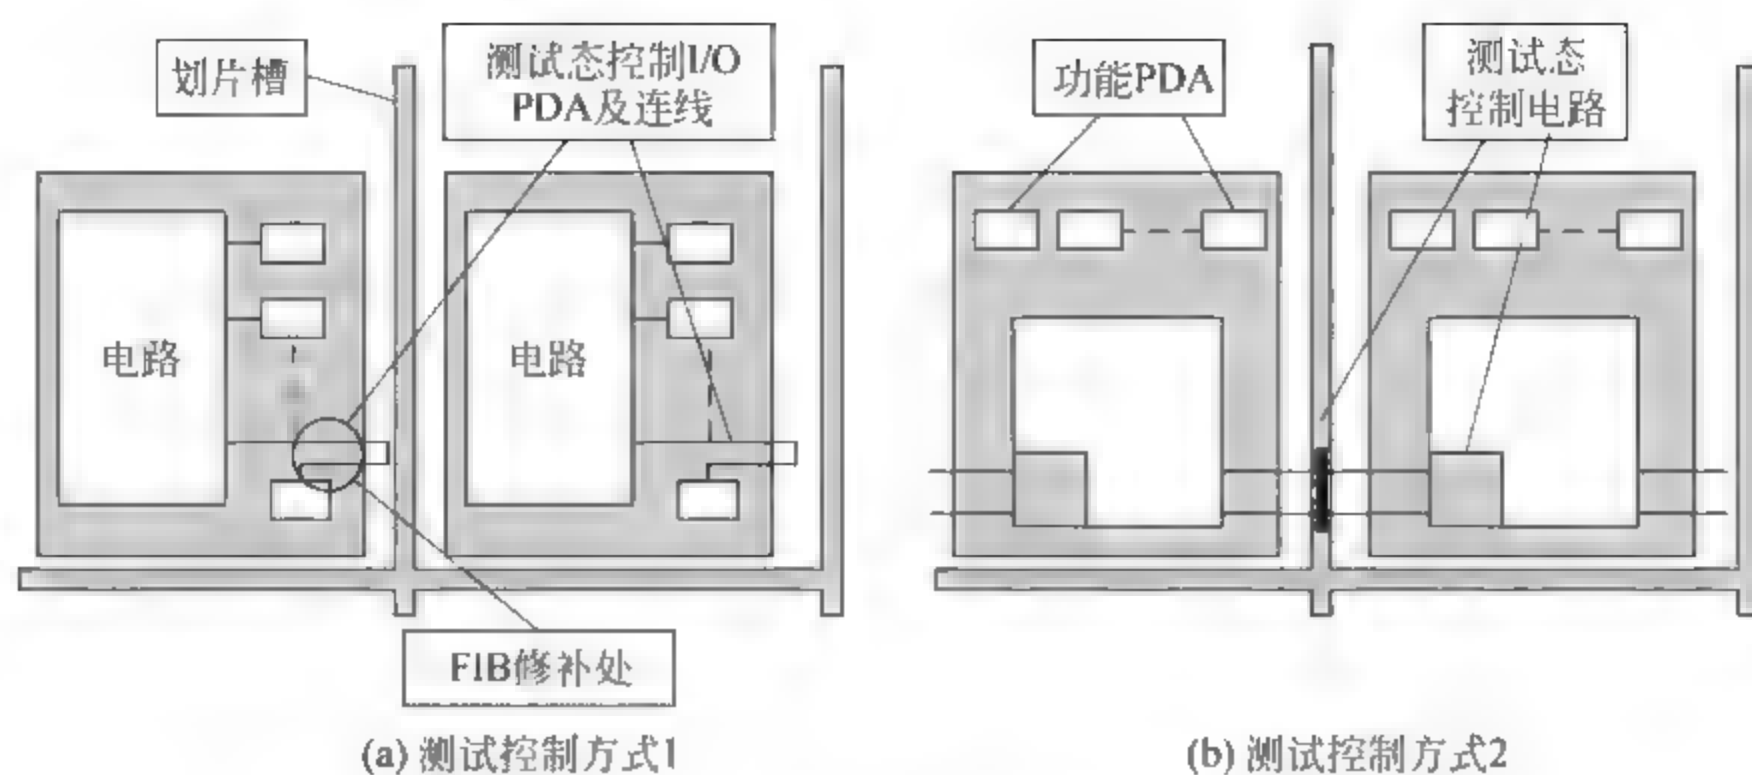 划片槽
测试态控制I/O
PDA及连线
电路
电路
FIB修补处
(a) 测试控制方式1
功能PDA
测试态
控制电路
(b) 测试控制方式2